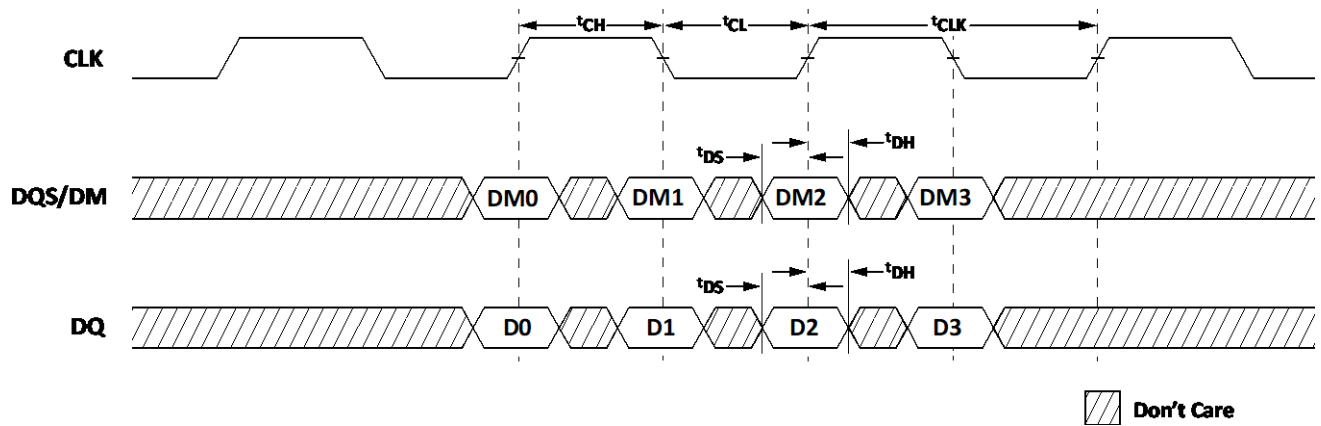 tCH tCL tCLK
CLK
tDS tDH
DQS/DM DM0 DM1 DM2 DM3
tDS tDH
DQ D0 D1 D2 D3
Don't Care